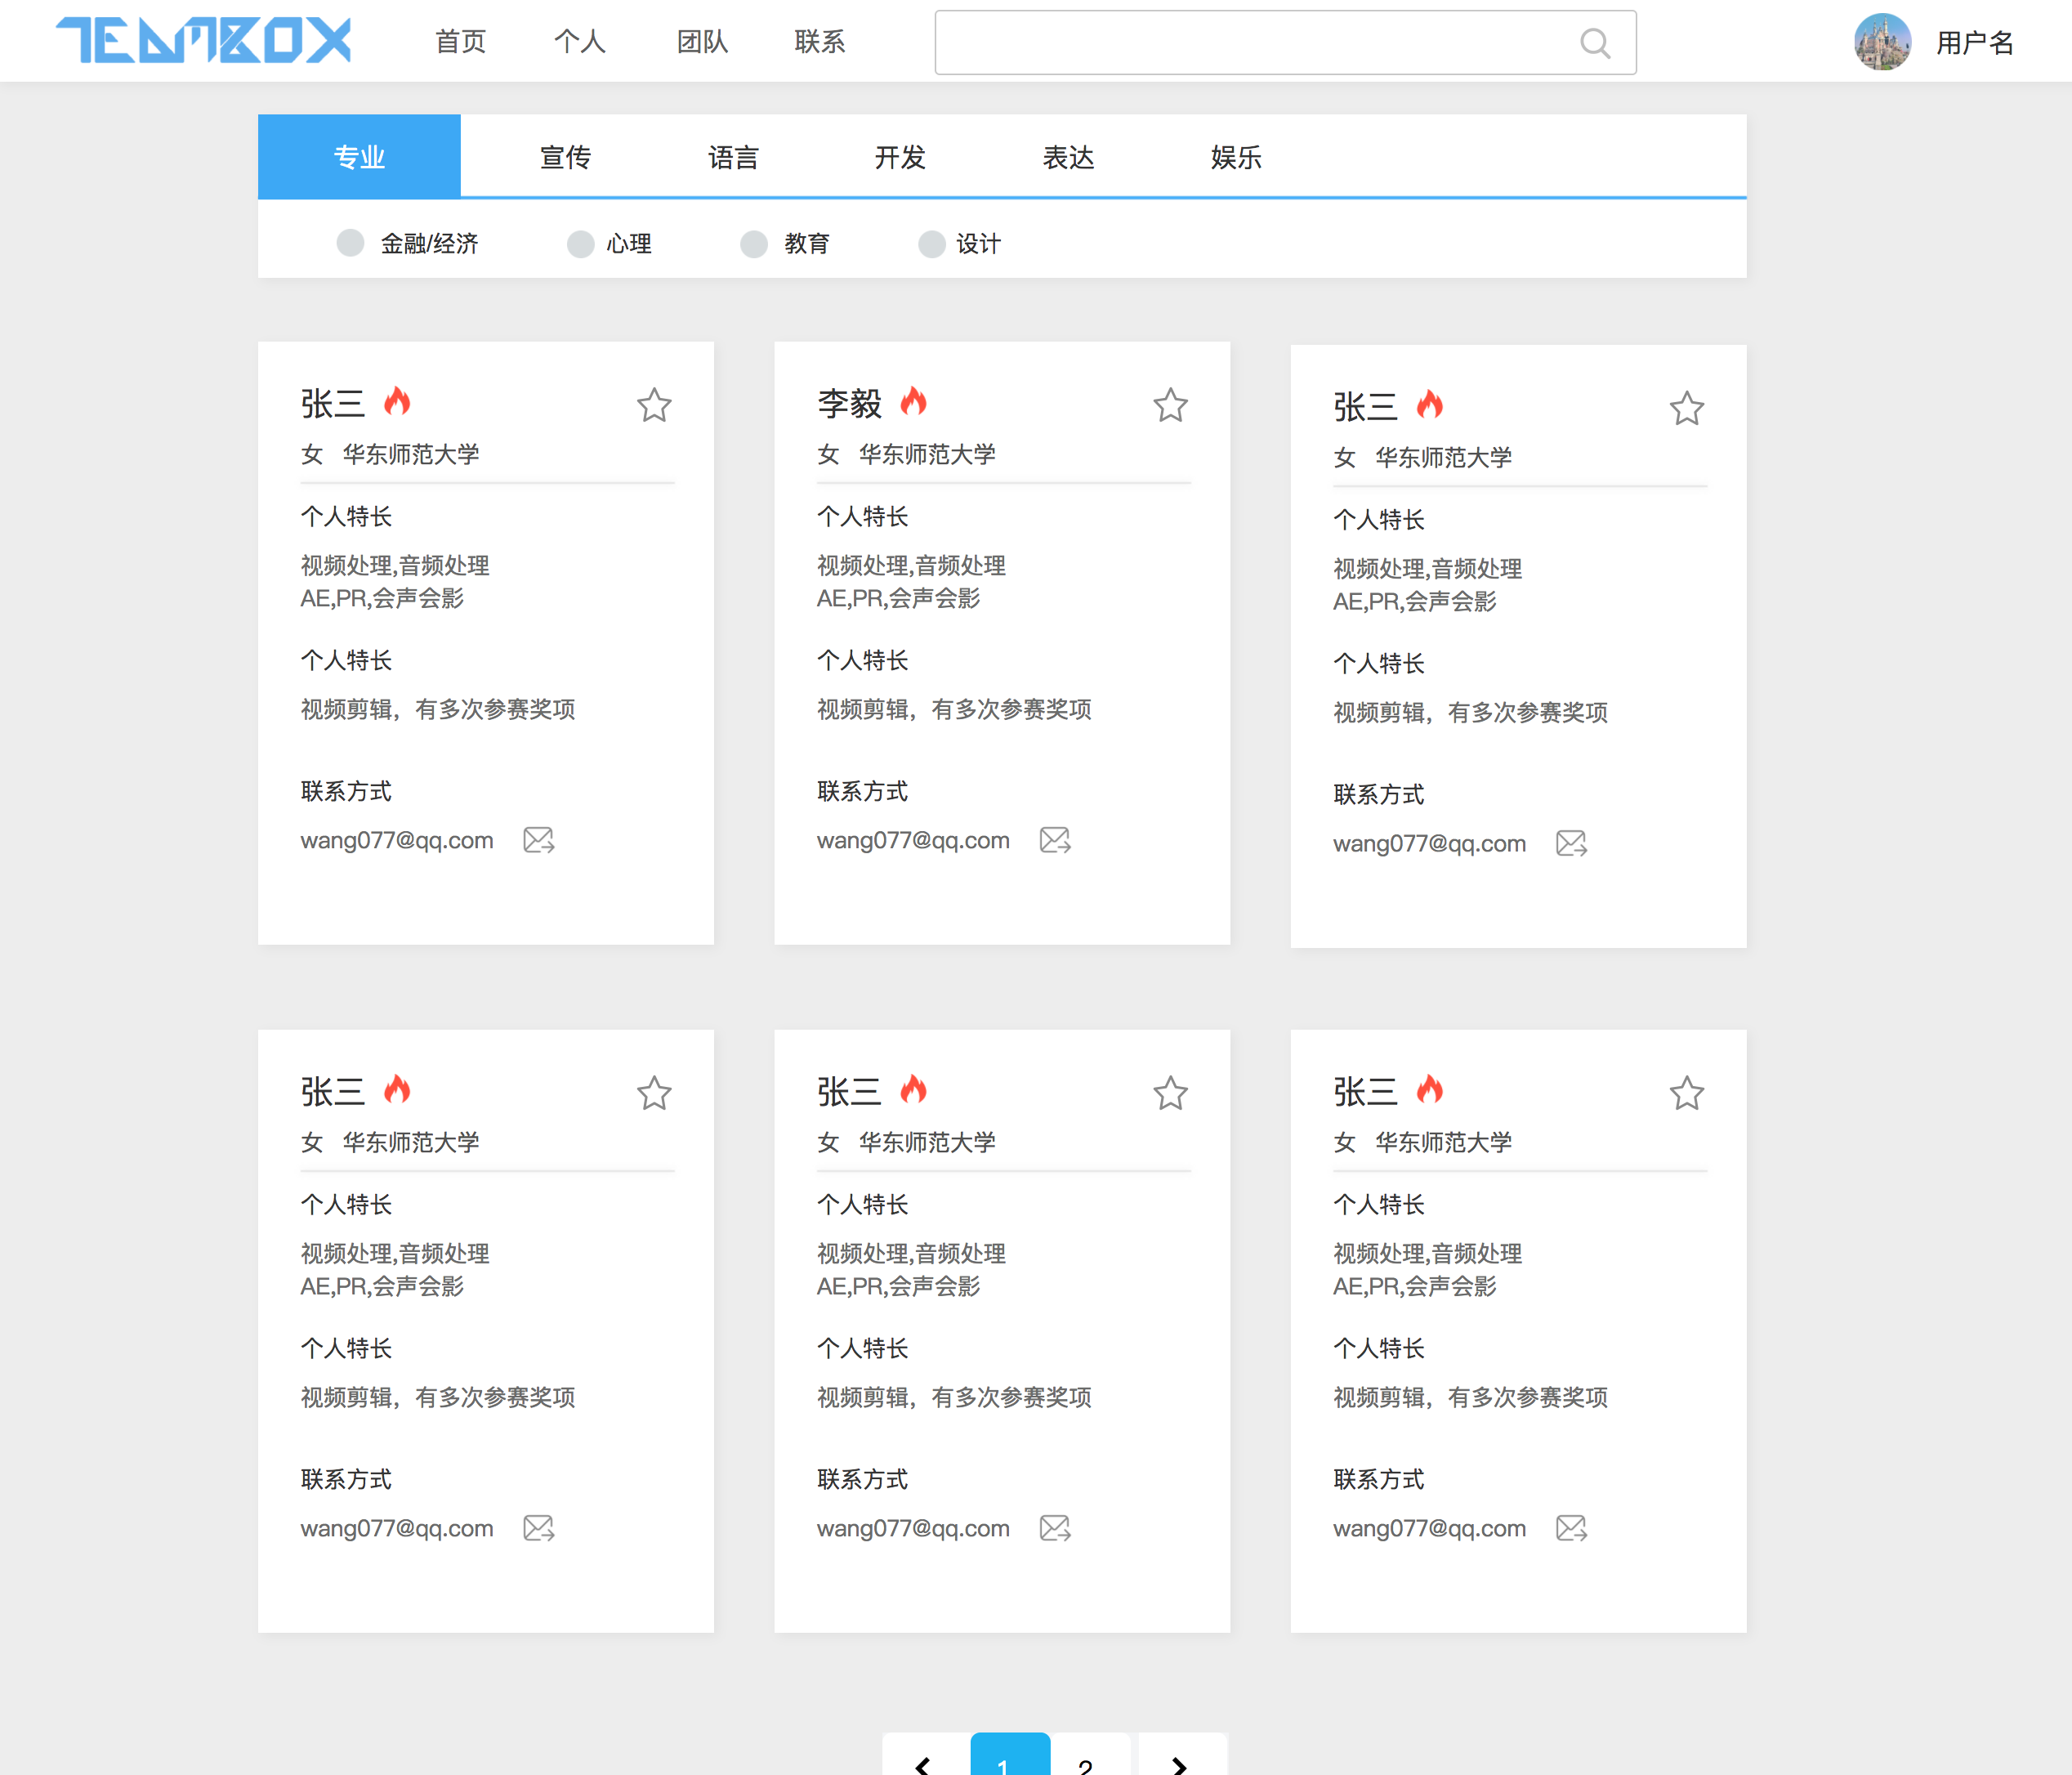 TEAMBOX
首页 个人 团队 联系
用户名
专业 宣传 语言 开发 表达 娱乐
金融/经济 心理 教育 设计
张三
女 华东师范大学
个人特长
视频处理,音频处理
AE,PR,会声会影
个人特长
视频剪辑，有多次参赛奖项
联系方式
wang077@qq.com
李毅
女 华东师范大学
个人特长
视频处理,音频处理
AE,PR,会声会影
个人特长
视频剪辑，有多次参赛奖项
联系方式
wang077@qq.com
张三
女 华东师范大学
个人特长
视频处理,音频处理
AE,PR,会声会影
个人特长
视频剪辑，有多次参赛奖项
联系方式
wang077@qq.com
张三
女 华东师范大学
个人特长
视频处理,音频处理
AE,PR,会声会影
个人特长
视频剪辑，有多次参赛奖项
联系方式
wang077@qq.com
张三
女 华东师范大学
个人特长
视频处理,音频处理
AE,PR,会声会影
个人特长
视频剪辑，有多次参赛奖项
联系方式
wang077@qq.com
张三
女 华东师范大学
个人特长
视频处理,音频处理
AE,PR,会声会影
个人特长
视频剪辑，有多次参赛奖项
联系方式
wang077@qq.com
1 2